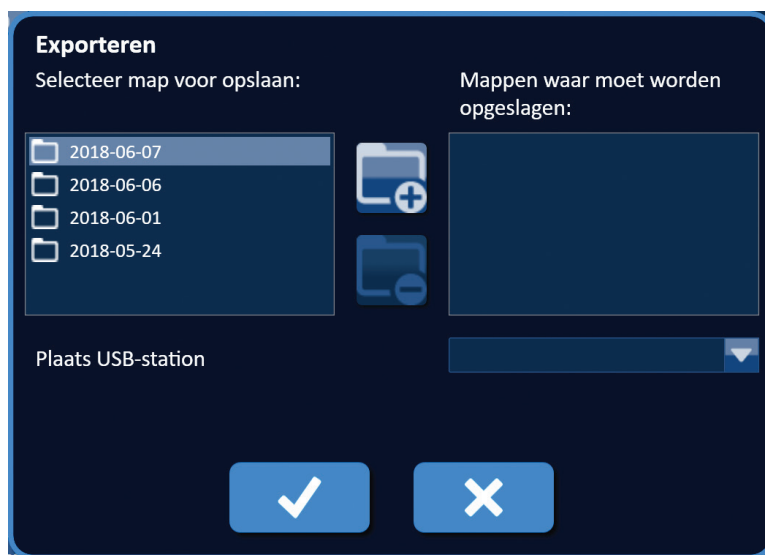 Exporteren
Selecteer map voor opslaan:
Mappen waar moet worden
opgeslagen:
2018-06-07
2018-06-06
2018-06-01
2018-05-24
Plaats USB-station